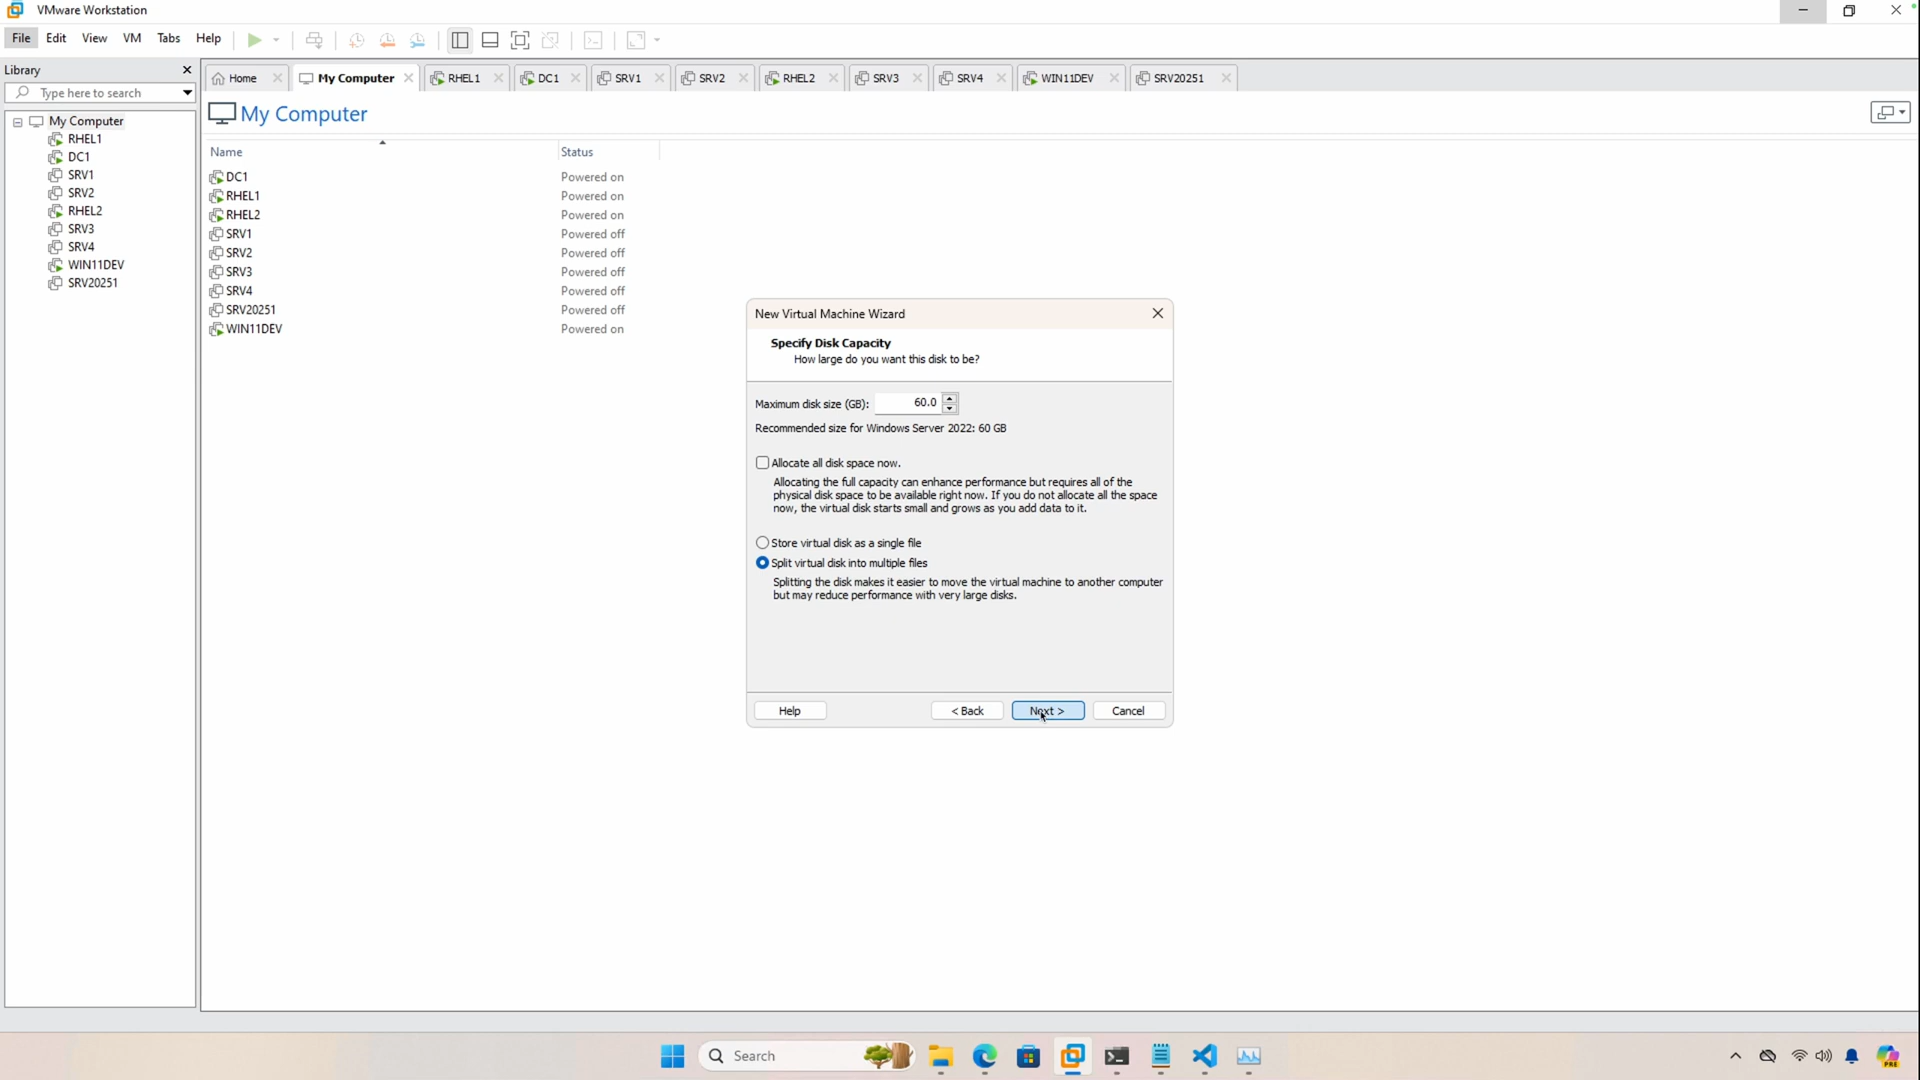 VMware Workstation
File Edit View VM Tabs Help
Library
Type here to search
My Computer
RHEL1
DC1
SRV1
SRV2
RHEL2
SRV3
SRV4
WIN11DEV
SRV20251
Home My Computer RHEL1 DC1 SRV1 SRV2 RHEL2 SRV3 SRV4 WIN11DEV SRV20251
My Computer
Name Status
DC1 Powered on
RHEL1 Powered on
RHEL2 Powered on
SRV1 Powered off
SRV2 Powered off
SRV3 Powered off
SRV4 Powered off
SRV20251 Powered off
WIN11DEV Powered on
New Virtual Machine Wizard
Specify Disk Capacity
How large do you want this disk to be?
Maximum disk size (GB): 60.0
Recommended size for Windows Server 2022: 60 GB
Allocate all disk space now.
Allocating the full capacity can enhance performance but requires all of the
physical disk space to be available right now. If you do not allocate all the space
now, the virtual disk starts small and grows as you add data to it.
Store virtual disk as a single file
Split virtual disk into multiple files
Splitting the disk makes it easier to move the virtual machine to another computer
but may reduce performance with very large disks.
Help < Back Next > Cancel
Search
PRE